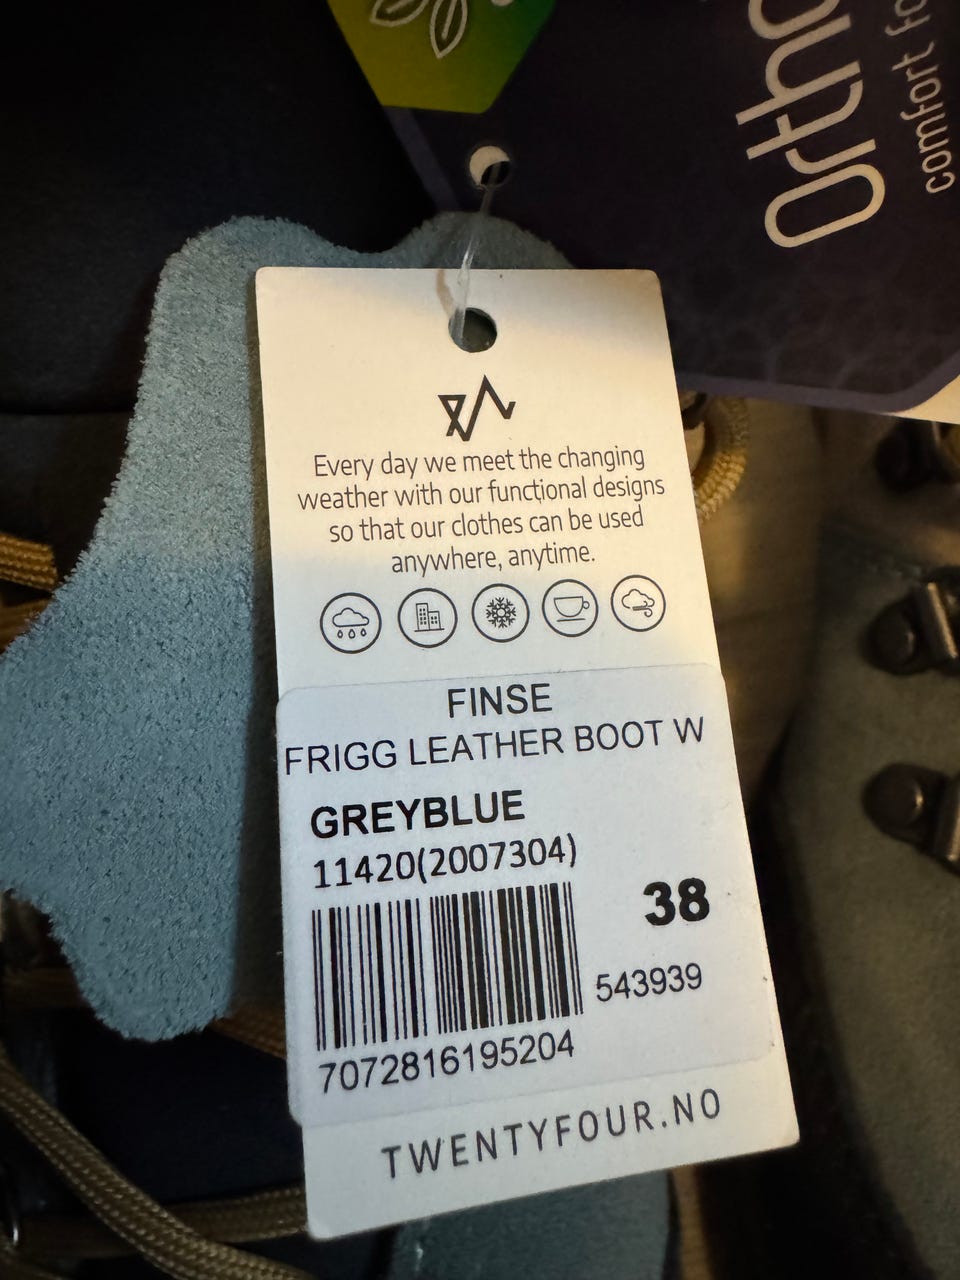 Ortho
comfort fo
Every day we meet the changing
weather with our functional designs
so that our clothes can be used
anywhere, anytime.
FINSE
FRIGG LEATHER BOOT W
GREYBLUE
11420(2007304)
38
543939
7072816195204
TWENTYFOUR.NO